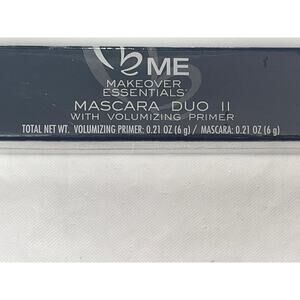 ME
MAKEOVER
ESSENTIALS
MASCARA DUO II
WITH VOLUMIZING PRIMER
TOTAL NET WT. VOLUMIZING PRIMER: 0.21 OZ (6 g) / MASCARA: 0.21 OZ (6 g)